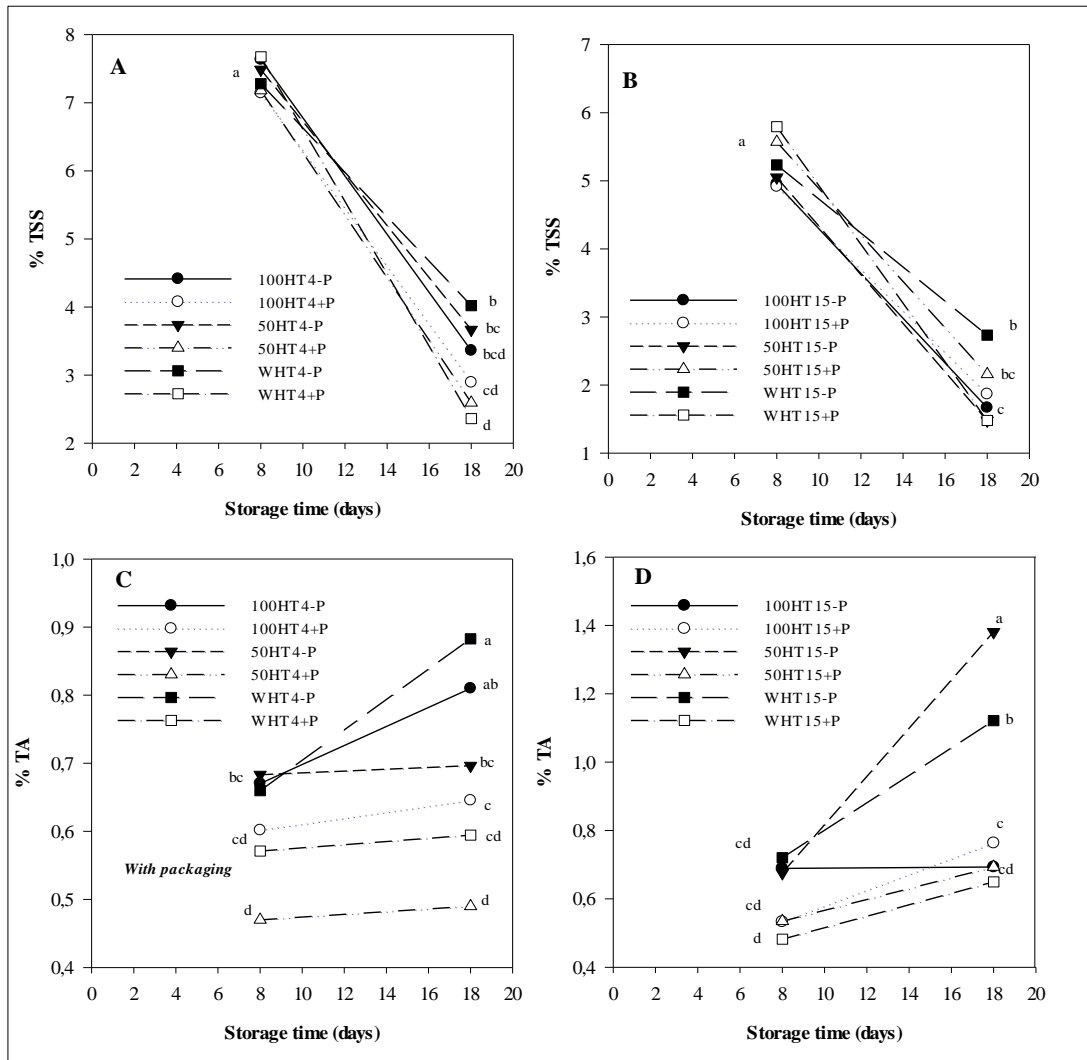 A
% TSS
8
7
6
5
4
3
2
a
b
bc
bcd
cd
d
100HT4-P
100HT4+P
50HT4-P
50HT4+P
WHT4-P
WHT4+P
0 2 4 6 8 10 12 14 16 18 20
Storage time (days)
B
% TSS
7
6
5
4
3
2
1
a
b
bc
c
100HT15-P
100HT15+P
50HT15-P
50HT15+P
WHT15-P
WHT15+P
0 2 4 6 8 10 12 14 16 18 20
Storage time (days)
C
% TA
1,0
0,9
0,8
0,7
0,6
0,5
0,4
100HT4-P
100HT4+P
50HT4-P
50HT4+P
WHT4-P
WHT4+P
a
ab
bc bc
c
cd cd
With packaging
d d
0 2 4 6 8 10 12 14 16 18 20
Storage time (days)
D
% TA
1,6
1,4
1,2
1,0
0,8
0,6
0,4
100HT15-P
100HT15+P
50HT15-P
50HT15+P
WHT15-P
WHT15+P
a
b
c
cd cd
cd
d
0 2 4 6 8 10 12 14 16 18 20
Storage time (days)